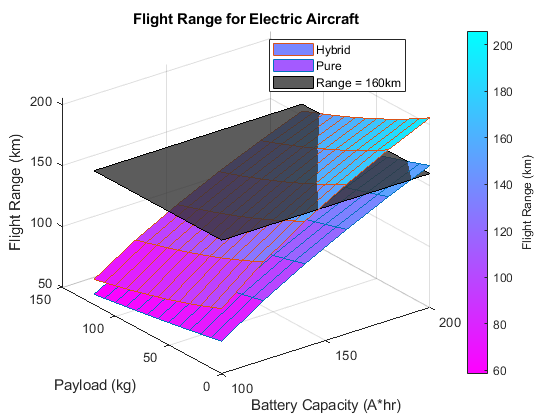 Flight Range for Electric Aircraft
Hybrid
Pure
Range = 160km
200
150
100
50
Flight Range (km)
150
100
50
0
Payload (kg)
100
150
200
Battery Capacity (A*hr)
200
180
160
140
120
100
80
60
Flight Range (km)